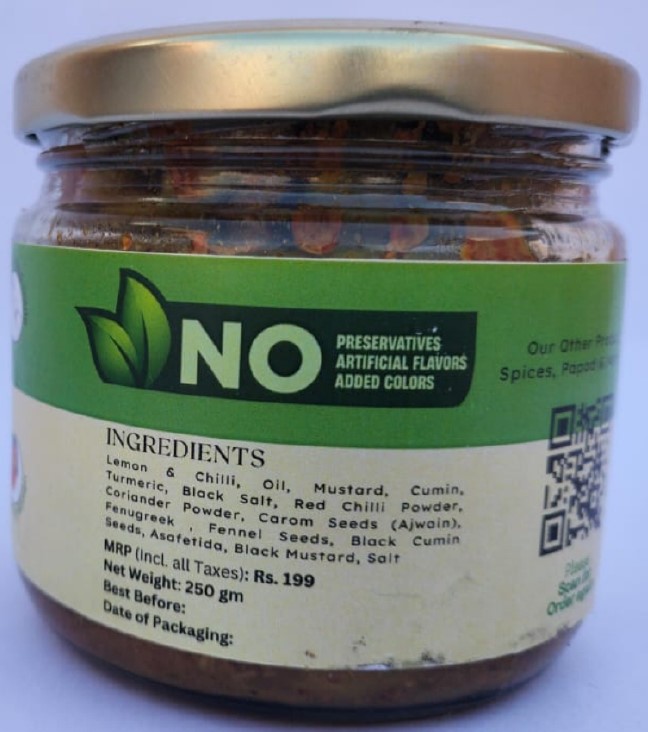 NO
PRESERVATIVES
ARTIFICIAL FLAVORS
ADDED COLORS
Our Other
Spices, Papad &
INGREDIENTS
Lemon & Chilli, Oil, Mustard, Cumin,
Turmeric, Black Salt, Red Chilli Powder,
Coriander Powder, Carom Seeds (Ajwain),
Fenugreek , Fennel Seeds, Black Cumin
Seeds, Asafetida, Black Mustard, Salt
MRP (Incl. all Taxes): Rs. 199
Net Weight: 250 gm
Best Before:
Date of Packaging:
Order